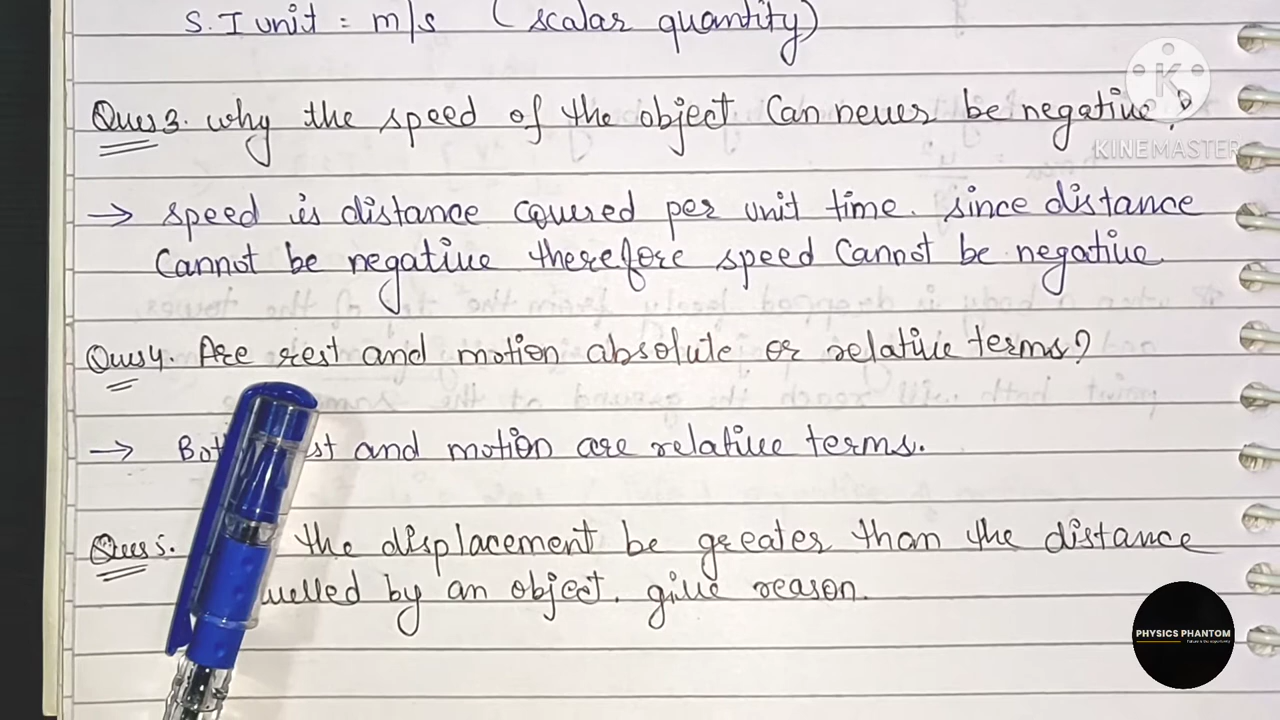 S.I unit = m/s (scalar quantity)
KINEMASTER
Ques 3. why the speed of the object Can never be negative?
→ speed is distance covered per unit time. since distance
Cannot be negative therefore speed Cannot be negative.
Ques 4. Are rest and motion absolute or relative terms?
→ and motion are relative terms.
Ques 5. the displacement be greater than the distance
by an object. give reason.
PHYSICS PHANTOM